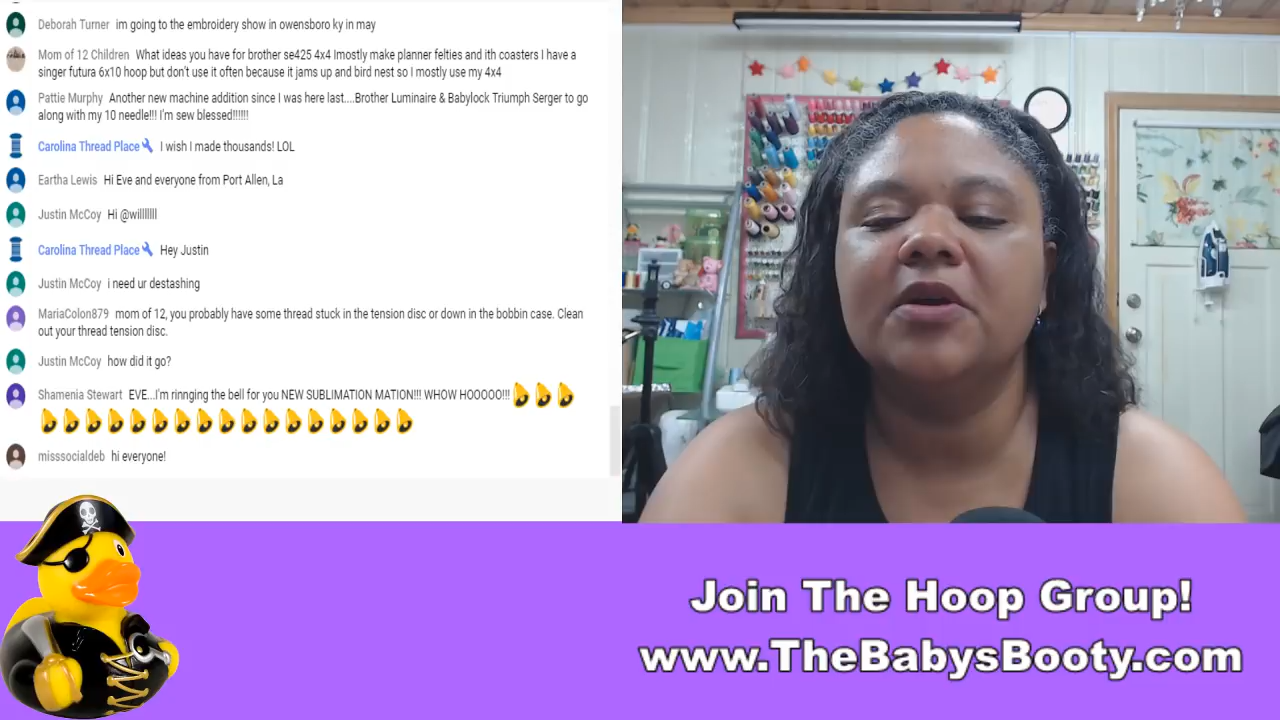 Deborah Turner im going to the embroidery show in owensboro ky in may
Mom of 12 Children What ideas you have for brother se425 4x4 Imostly make planner felties and ith coasters I have a
singer futura 6x10 hoop but don't use it often because it jams up and bird nest so I mostly use my 4x4
Pattie Murphy Another new machine addition since I was here last....Brother Luminaire & Babylock Triumph Serger to go
along with my 10 needle!!! I'm sew blessed!!!!!!
Carolina Thread Place I wish I made thousands! LOL
Eartha Lewis Hi Eve and everyone from Port Allen, La
Justin McCoy Hi @willlllll
Carolina Thread Place Hey Justin
Justin McCoy i need ur destashing
MariaColon879 mom of 12, you probably have some thread stuck in the tension disc or down in the bobbin case. Clean
out your thread tension disc.
Justin McCoy how did it go?
Shamenia Stewart EVE...I'm rinnging the bell for you NEW SUBLIMATION MATION!!! WHOW HOOOOO!!!
misssocialdeb hi everyone!
Join The Hoop Group!
www.TheBabysBooty.com